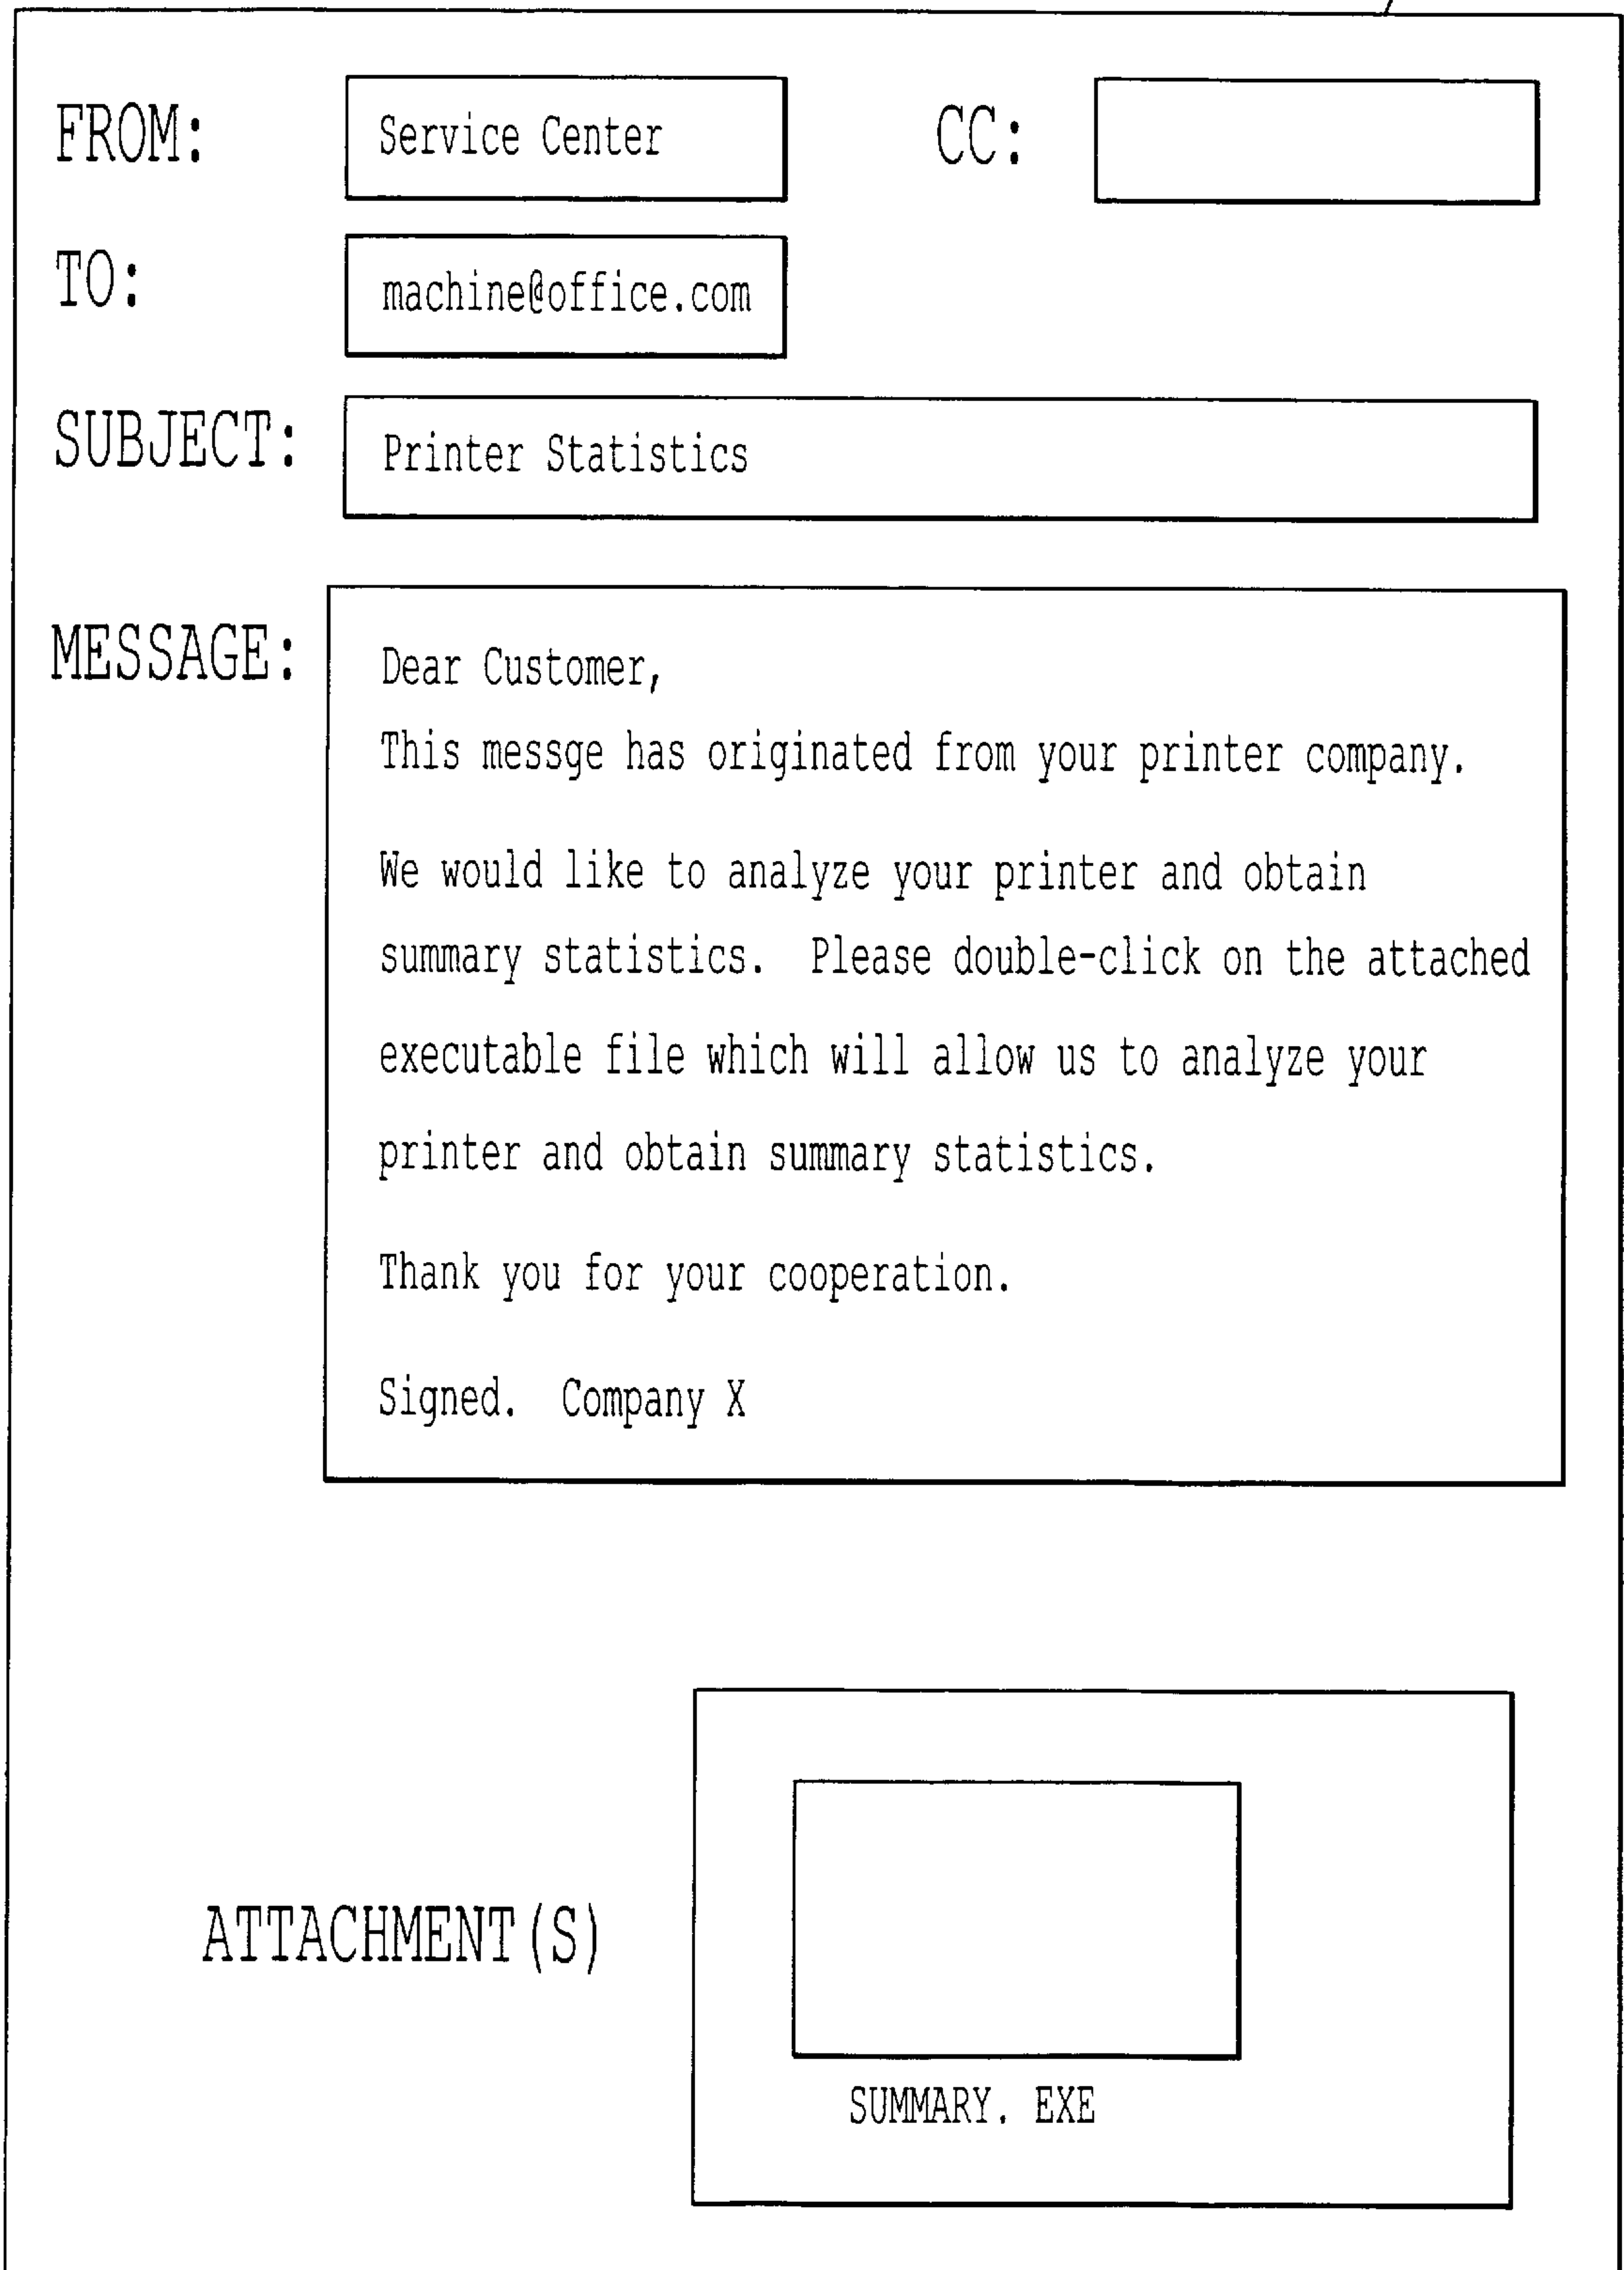 FROM: Service Center CC:
TO: machine@office.com
SUBJECT: Printer Statistics
MESSAGE: Dear Customer,
This messge has originated from your printer company.
We would like to analyze your printer and obtain
summary statistics. Please double-click on the attached
executable file which will allow us to analyze your
printer and obtain summary statistics.
Thank you for your cooperation.
Signed. Company X
ATTACHMENT(S)
SUMMARY. EXE